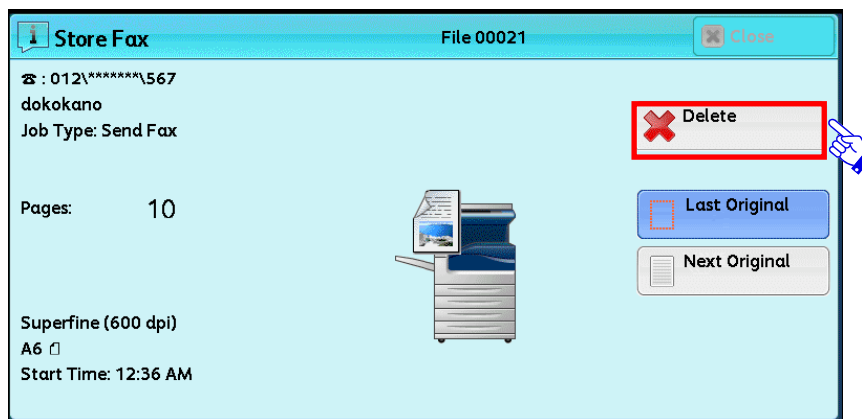 Store Fax
File 00021
Close
☎ : 012\*******\567
dokokano
Job Type: Send Fax
Delete
Pages: 10
Last Original
Next Original
Superfine (600 dpi)
A6
Start Time: 12:36 AM